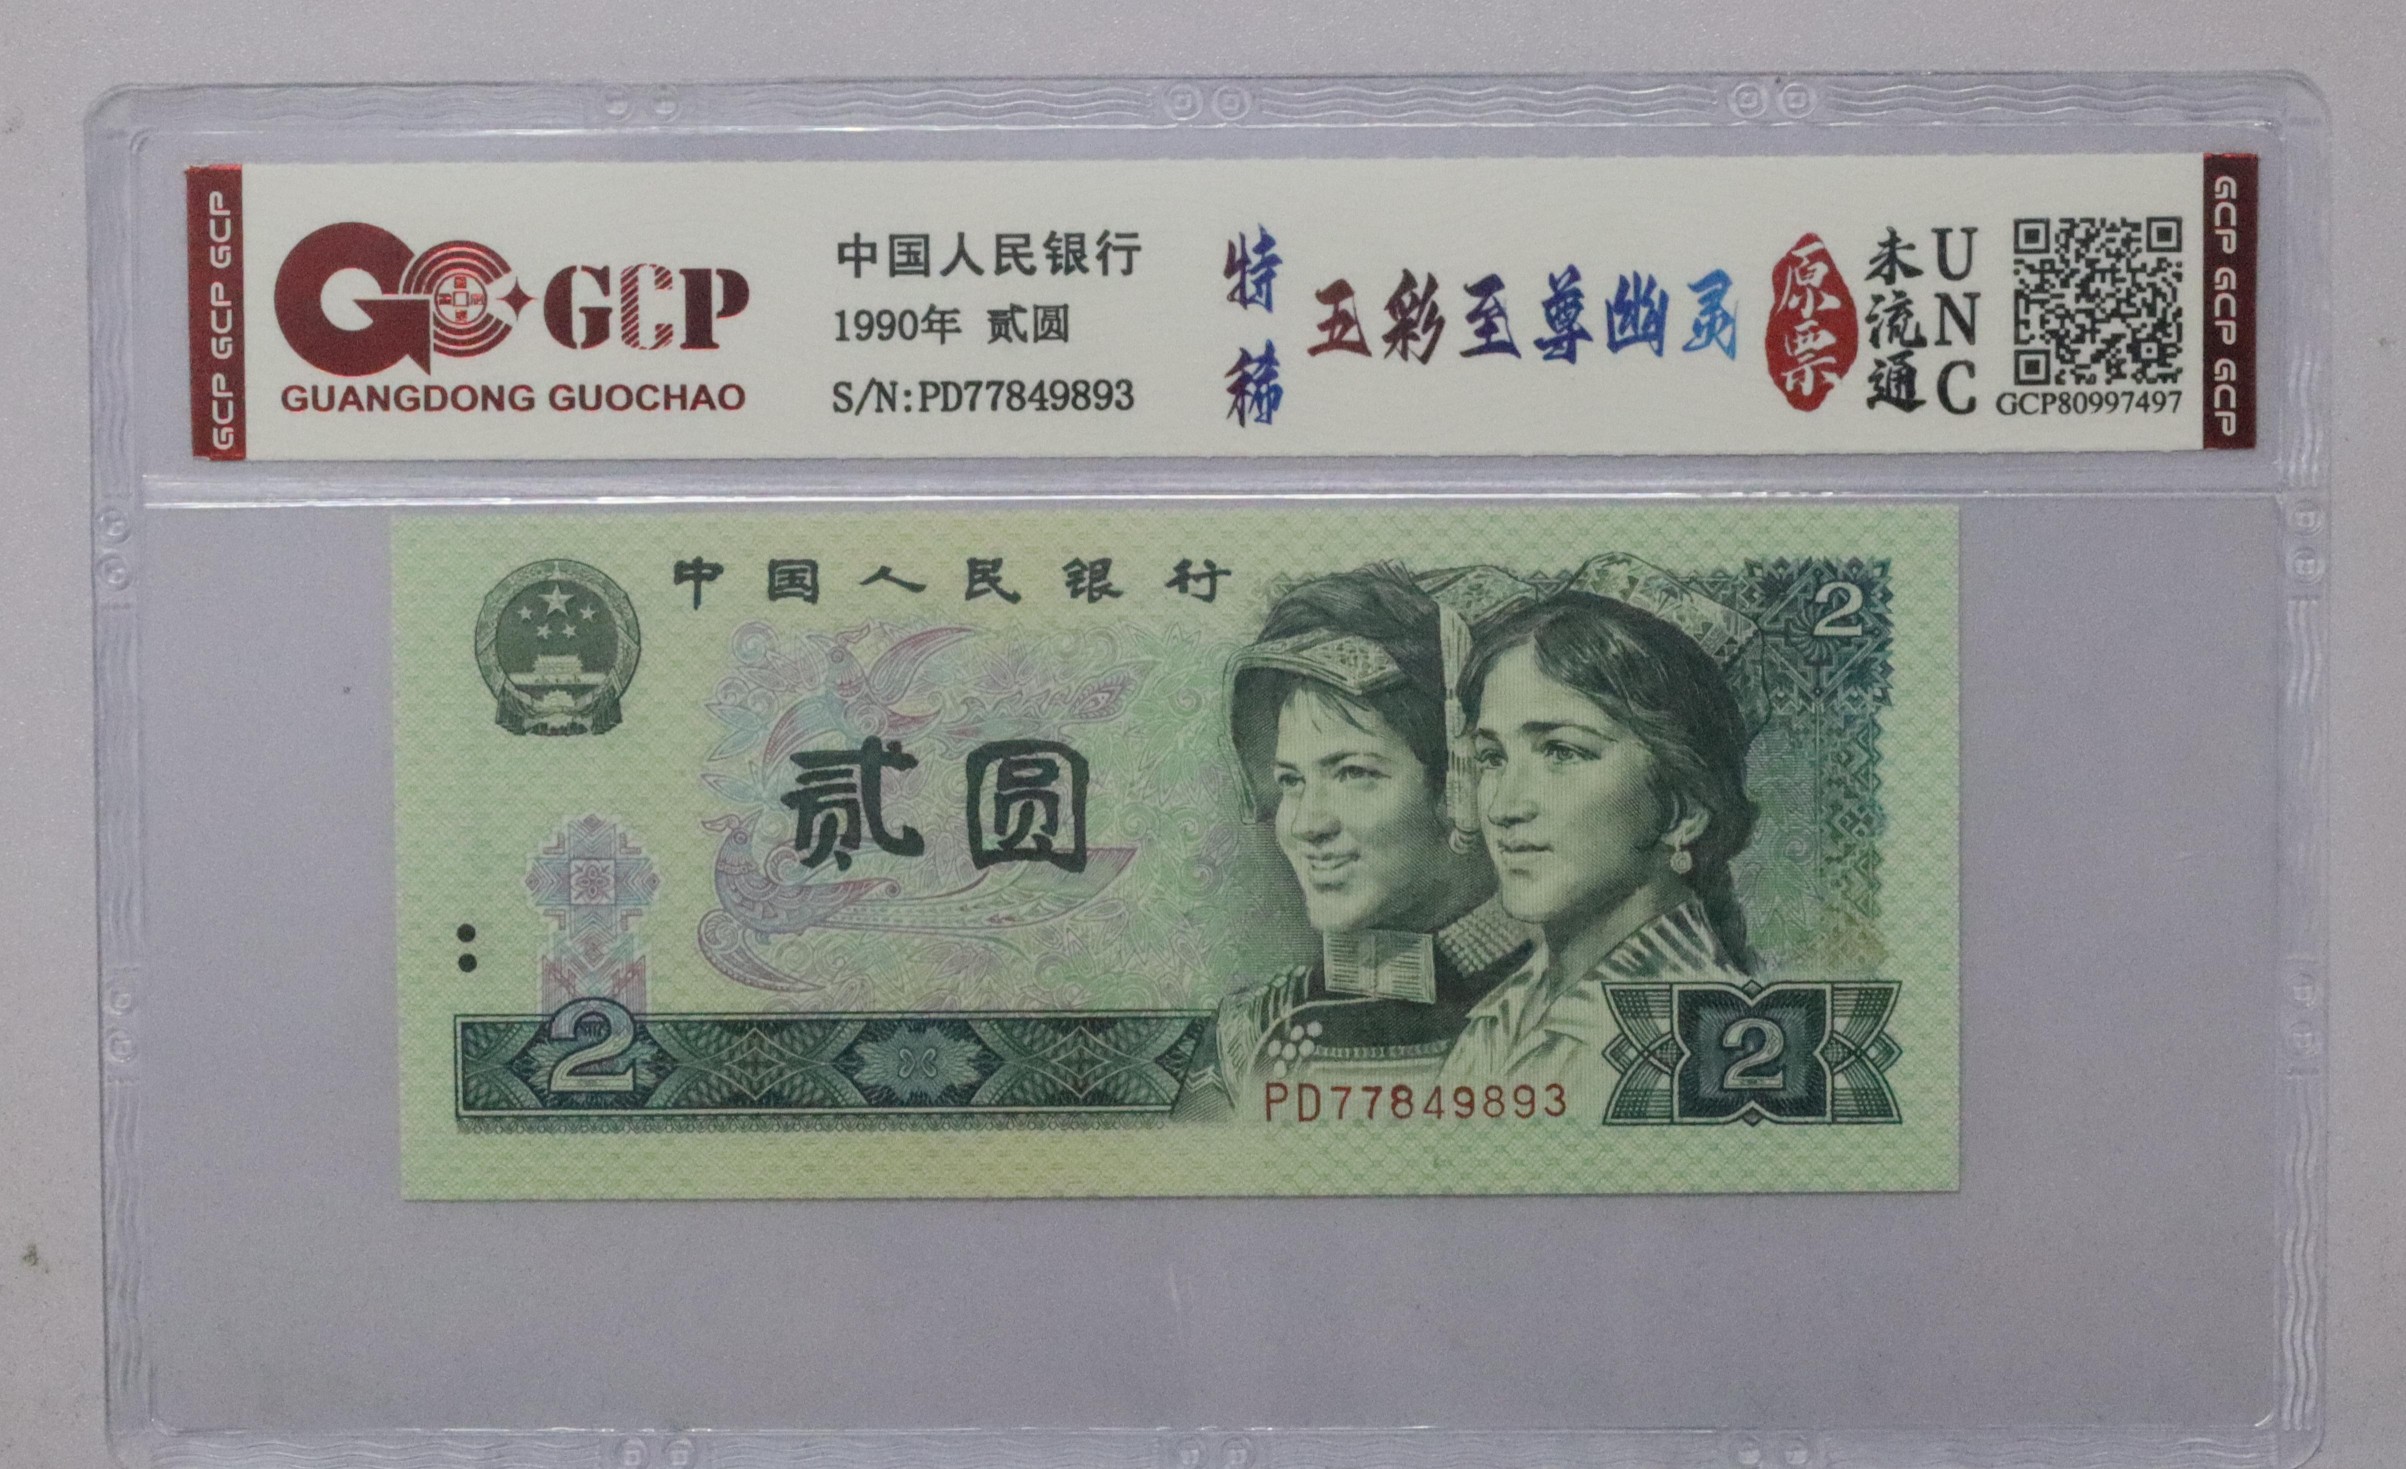 GCP GCP GCP
GCP
GUANGDONG GUOCHAO
中国人民银行
1990年 贰圆
S/N:PD77849893
特稀
五彩至尊幽灵
原票
未流通
UNC
GCP80997497
GCP GCP GCP
中国人民银行
2
贰圆
2
PD77849893
2